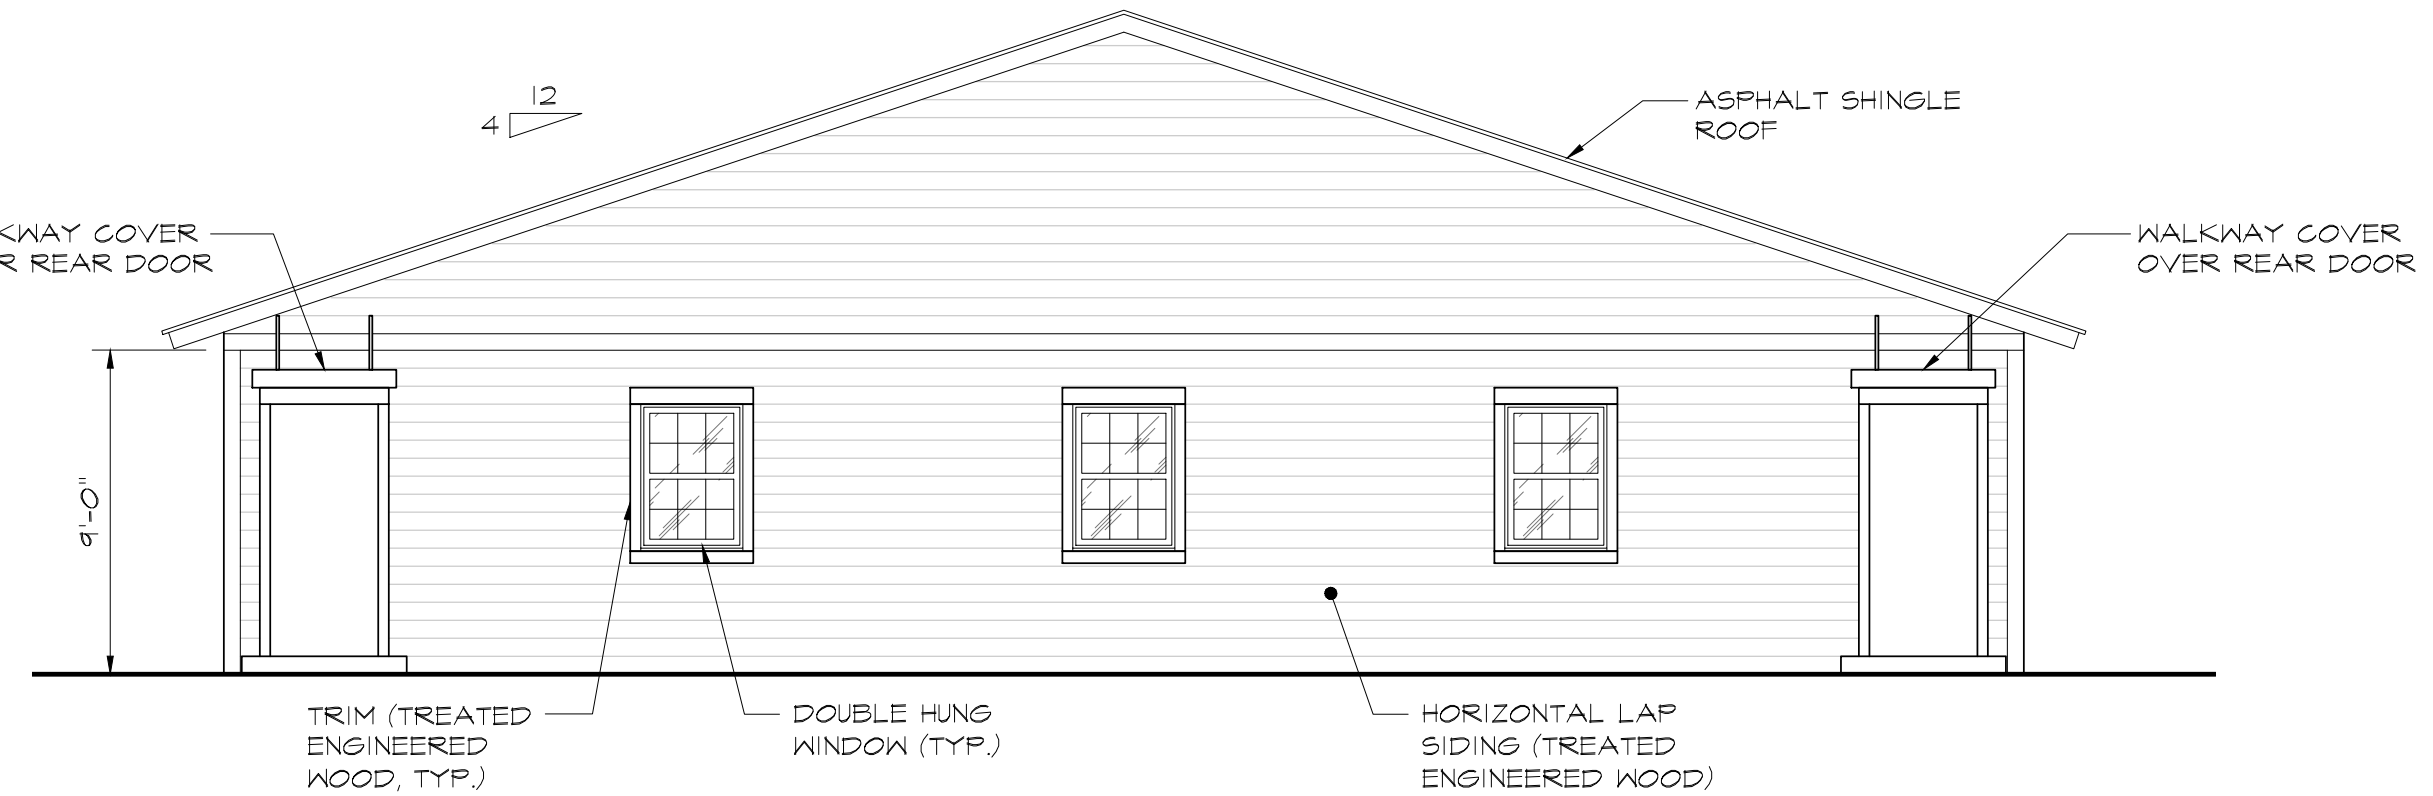 12
4
ASPHALT SHINGLE
ROOF
KWAY COVER
R REAR DOOR
WALKWAY COVER
OVER REAR DOOR
9'-0"
TRIM (TREATED
ENGINEERED
WOOD, TYP.)
DOUBLE HUNG
WINDOW (TYP.)
HORIZONTAL LAP
SIDING (TREATED
ENGINEERED WOOD)